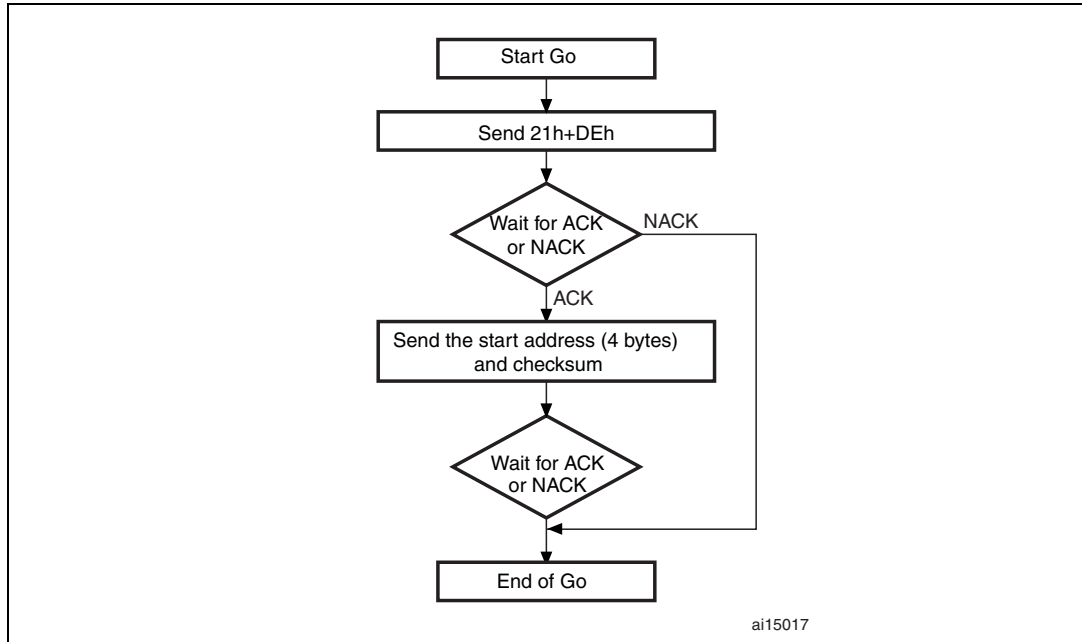 Start Go
Send 21h+DEh
Wait for ACK
or NACK
NACK
ACK
Send the start address (4 bytes)
and checksum
Wait for ACK
or NACK
End of Go
ai15017